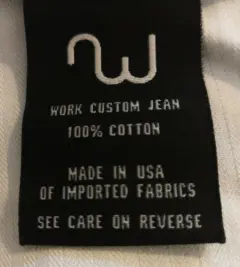 WORK CUSTOM JEAN
100% COTTON
MADE IN USA
OF IMPORTED FABRICS
SEE CARE ON REVERSE